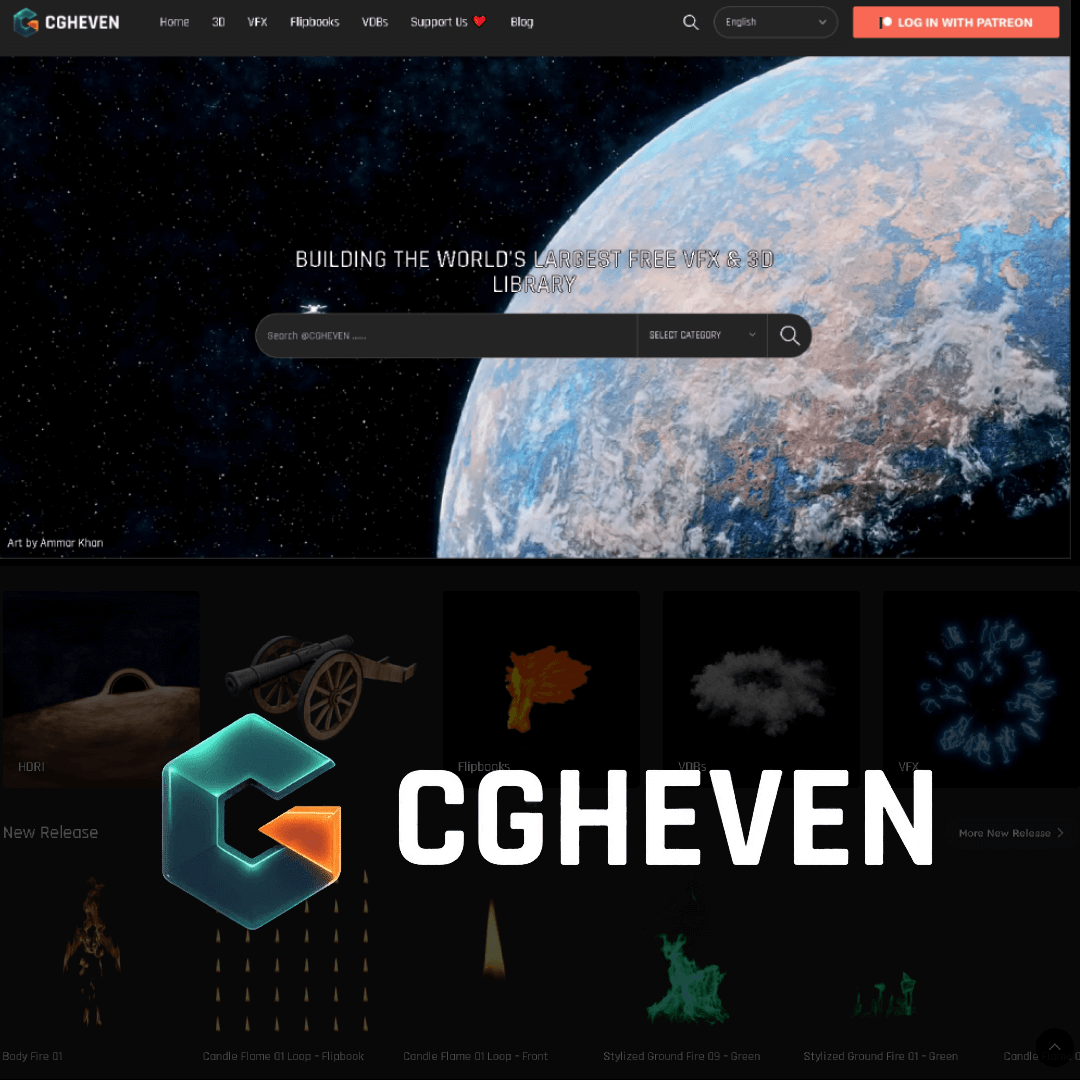 CGHEVEN
Home 3D VFX Flipbooks VDBs Support Us Blog
English
LOG IN WITH PATREON
BUILDING THE WORLD'S LARGEST FREE VFX & 3D
LIBRARY
Search @CGHEVEN ......
SELECT CATEGORY
Art by Ammar Khan
HDRI
Flipbooks
VDBs
VFX
CGHEVEN
New Release
More New Release
Body Fire 01
Candle Flame 01 Loop – Flipbook
Candle Flame 01 Loop – Front
Stylized Ground Fire 09 – Green
Stylized Ground Fire 01 – Green